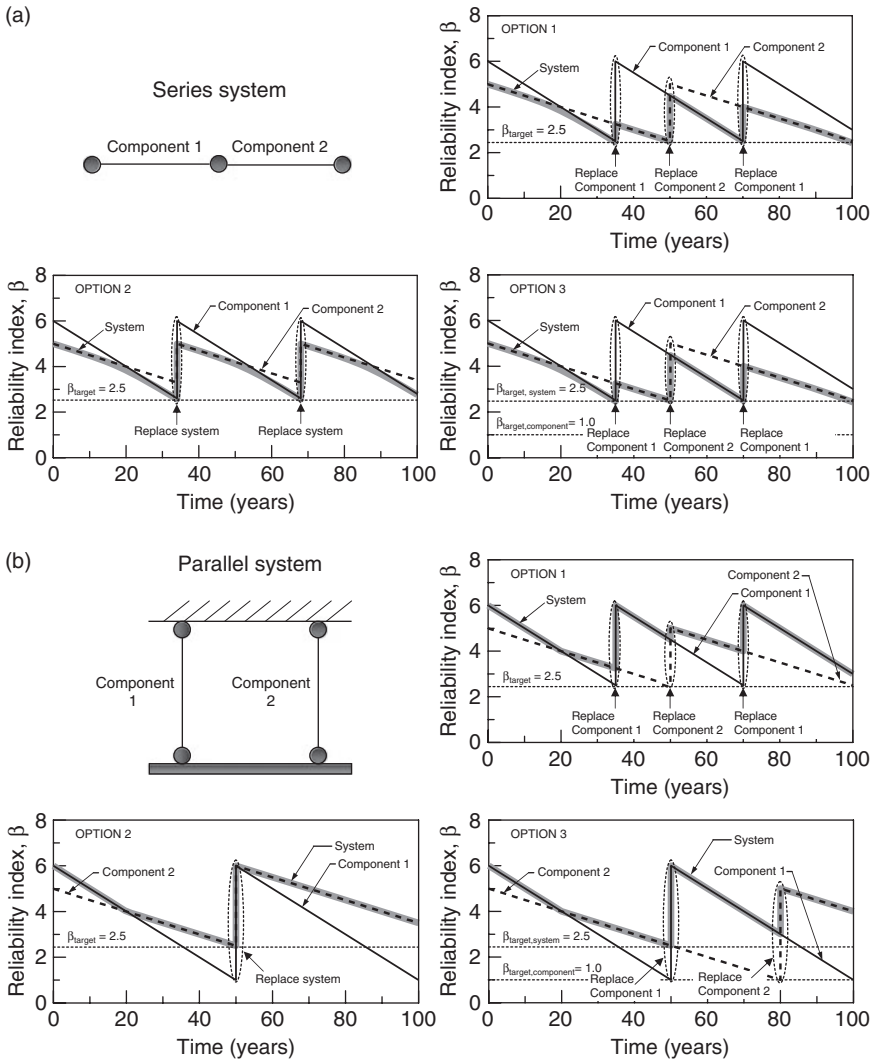 (a)
Series system
Component 1
Component 2
OPTION 1
Component 1
Component 2
System
βtarget = 2.5
Replace
Component 1
Replace
Component 2
Replace
Component 1
Reliability index, β
8
6
4
2
0
0 20 40 60 80 100
Time (years)
OPTION 2
Component 1
Component 2
System
βtarget = 2.5
Replace system
Replace system
Reliability index, β
8
6
4
2
0
0 20 40 60 80 100
Time (years)
OPTION 3
Component 1
Component 2
System
βtarget, system = 2.5
βtarget,component = 1.0
Replace
Component 1
Replace
Component 2
Replace
Component 1
Reliability index, β
8
6
4
2
0
0 20 40 60 80 100
Time (years)
(b)
Parallel system
Component
1
Component
2
OPTION 1
Component 2
Component 1
System
βtarget = 2.5
Replace
Component 1
Replace
Component 2
Replace
Component 1
Reliability index, β
8
6
4
2
0
0 20 40 60 80 100
Time (years)
OPTION 2
System
Component 1
Component 2
βtarget = 2.5
Replace system
Reliability index, β
8
6
4
2
0
0 20 40 60 80 100
Time (years)
OPTION 3
System
Component 2
Component 1
βtarget,system = 2.5
βtarget,component = 1.0
Replace
Component 1
Replace
Component 2
Reliability index, β
8
6
4
2
0
0 20 40 60 80 100
Time (years)